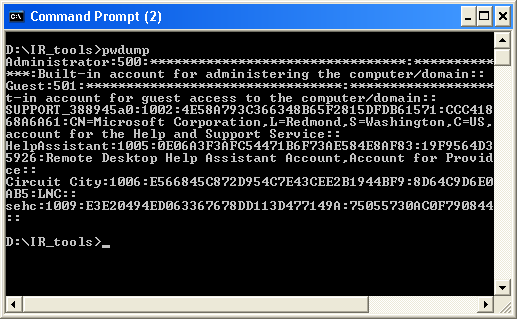 Command Prompt (2)
D:\IR_tools>pwdump
Administrator:500:*********************************:*************
***:Built-in account for administering the computer/domain::
Guest:501:*********************************:*********************
t-in account for guest access to the computer/domain::
SUPPORT_388945a0:1002:4E58A793C366348B65F2815DFDB61571:CCC418
68A6A61:CN=Microsoft Corporation,L=Redmond,S=Washington,C=US,
account for the Help and Support Service::
HelpAssistant:1005:0E06A3F3AFC54471B6F73AE584E8AF83:19F9564D3
5926:Remote Desktop Help Assistant Account,Account for Provid
ce::
Circuit City:1006:E566845C872D954C7E43CEE2B1944BF9:8D64C9D6E0
AB5:LNC::
sehc:1009:E3E20494ED063367678DD113D477149A:75055730AC0F790844
::
D:\IR_tools>_